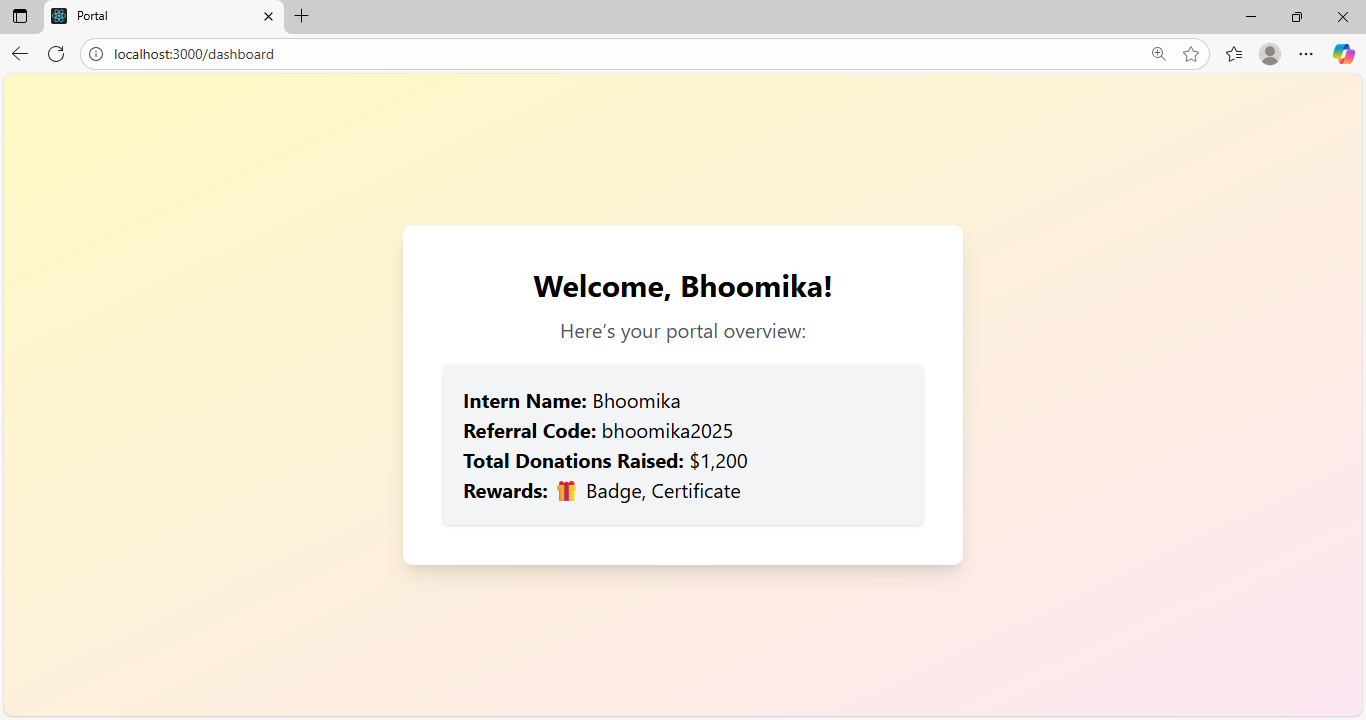 Portal
localhost:3000/dashboard
Welcome, Bhoomika!
Here’s your portal overview:
Intern Name: Bhoomika
Referral Code: bhoomika2025
Total Donations Raised: $1,200
Rewards: 🎁 Badge, Certificate